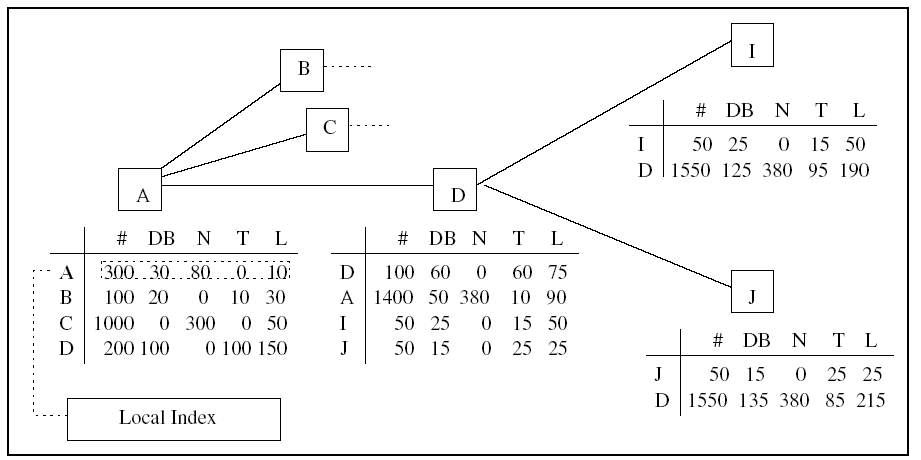 B
C
A
D
I
J
# DB N T L
I 50 25 0 15 50
D 1550 125 380 95 190
# DB N T L
A 300 30 80 0 10
B 100 20 0 10 30
C 1000 0 300 0 50
D 200 100 0 100 150
# DB N T L
D 100 60 0 60 75
A 1400 50 380 10 90
I 50 25 0 15 50
J 50 15 0 25 25
# DB N T L
J 50 15 0 25 25
D 1550 135 380 85 215
Local Index